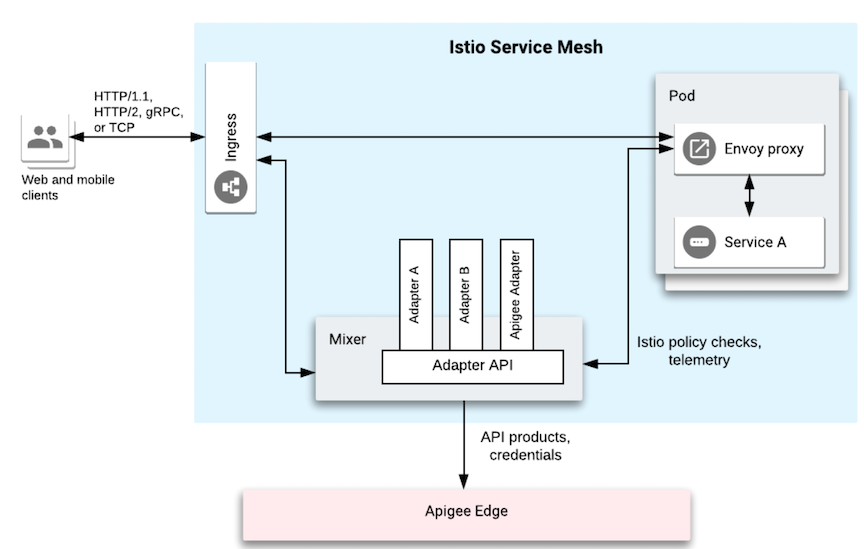 Istio Service Mesh
HTTP/1.1,
HTTP/2, gRPC,
or TCP
Web and mobile
clients
Ingress
Pod
Envoy proxy
Service A
Adapter A
Adapter B
Apigee Adapter
Mixer
Adapter API
Istio policy checks,
telemetry
API products,
credentials
Apigee Edge